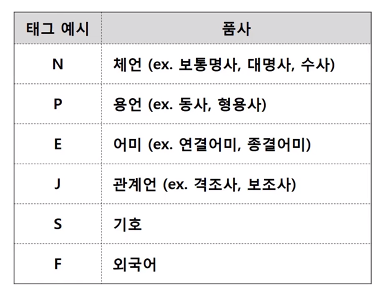 태그 예시 품사
N 체언 (ex. 보통명사, 대명사, 수사)
P 용언 (ex. 동사, 형용사)
E 어미 (ex. 연결어미, 종결어미)
J 관계언 (ex. 격조사, 보조사)
S 기호
F 외국어